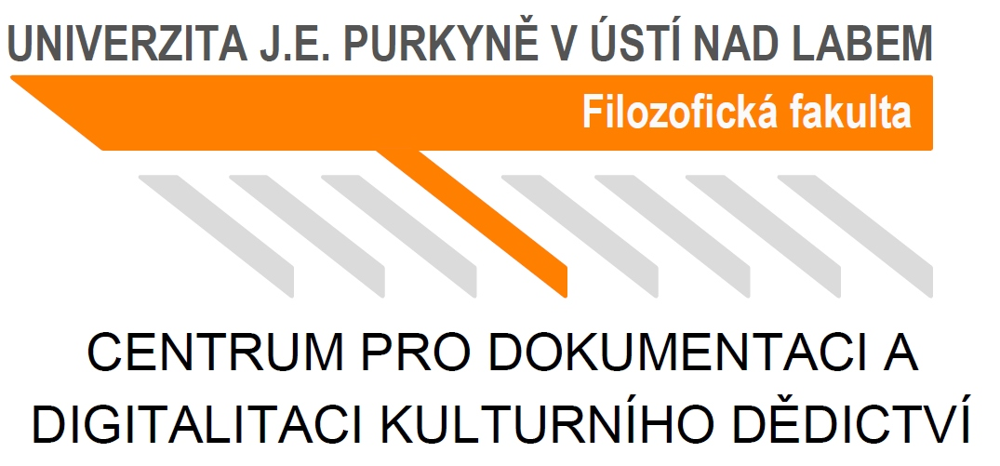 UNIVERZITA J.E. PURKYNĚ V ÚSTÍ NAD LABEM
Filozofická fakulta
CENTRUM PRO DOKUMENTACI A
DIGITALITACI KULTURNÍHO DĚDICTVÍ